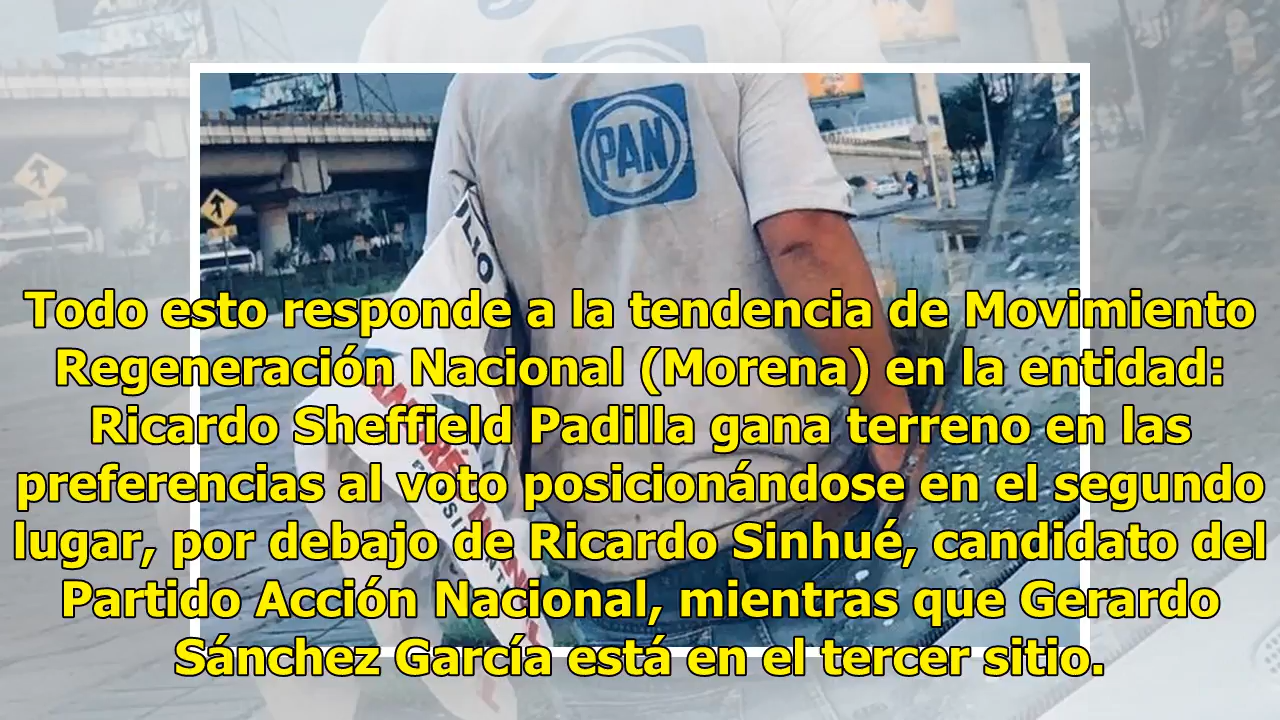 PAN
Todo esto responde a la tendencia de Movimiento
Regeneración Nacional (Morena) en la entidad:
Ricardo Sheffield Padilla gana terreno en las
preferencias al voto posicionándose en el segundo
lugar, por debajo de Ricardo Sinhué, candidato del
Partido Acción Nacional, mientras que Gerardo
Sánchez García está en el tercer sitio.